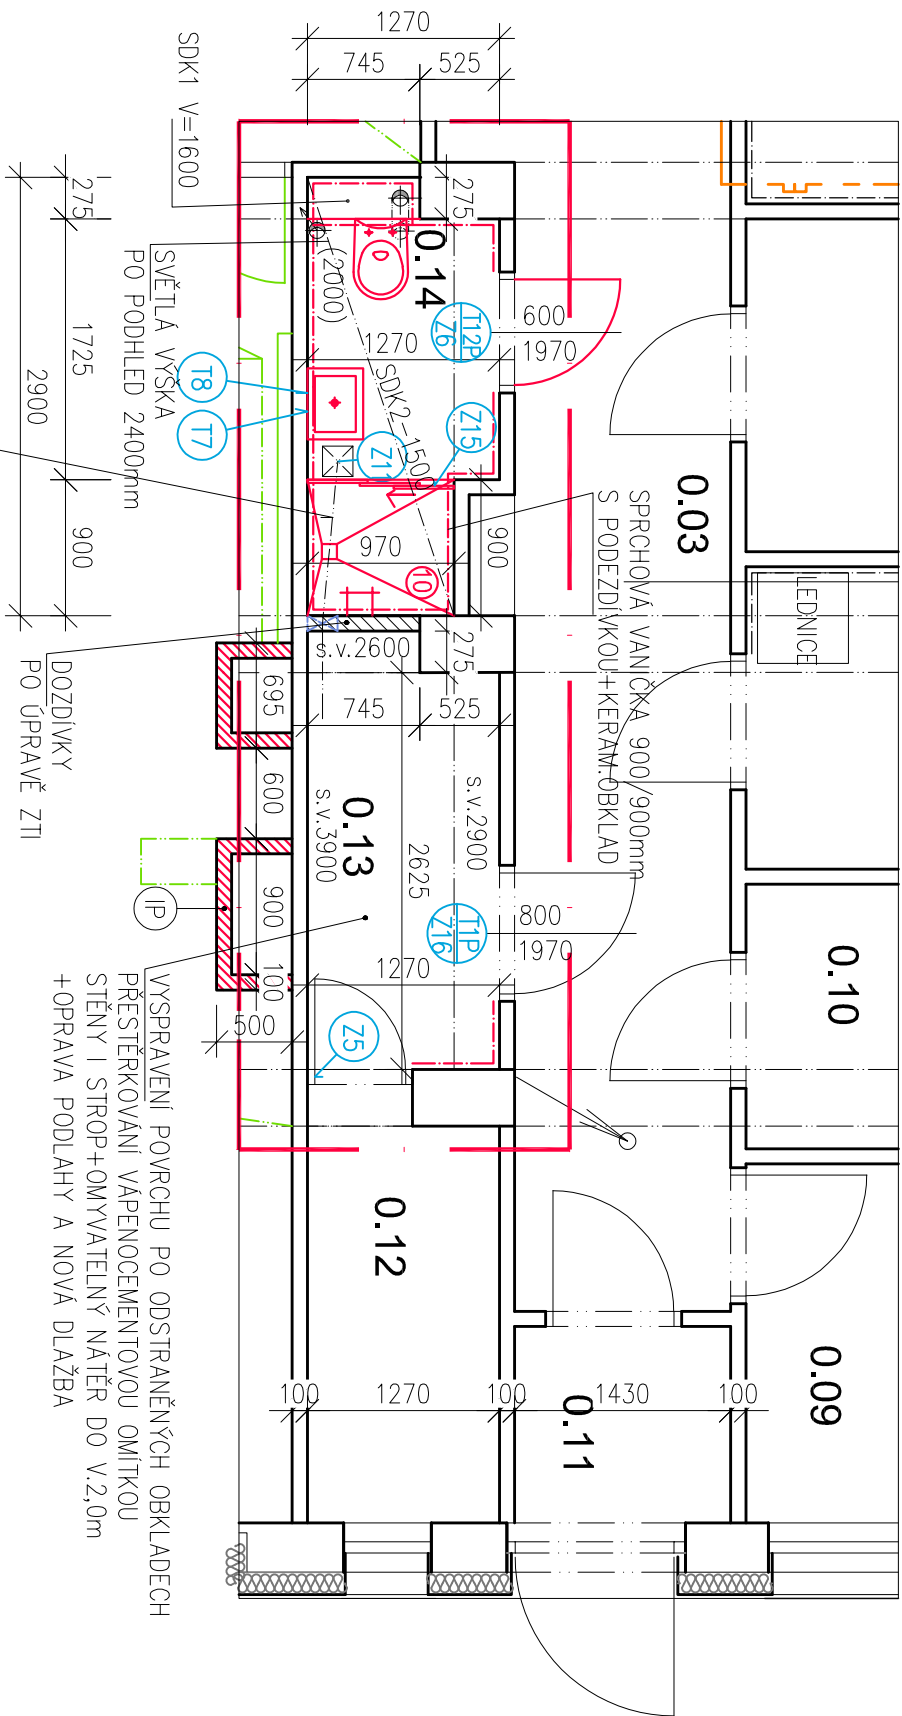 1270
745
525
SDK1 V=1600
275
1725
900
2900
SVĚTLÁ VÝŠKA
PO PODHLED 2400mm
T8
T7
275
0.14
(2000)
T12P
Z6
600
1970
1270
SDK2-1500
Z15
Z11
970
900
10
0.03
SPRCHOVÁ VANIČKA 900/900mm
S PODEZDÍVKOU+KERAM.OBKLAD
LEDNICE
s.v.2600
275
DOZDÍVKY
PO ÚPRAVĚ ZTI
695
600
900
100
500
745
525
0.13
s.v.3900
s.v.2900
2625
T1P
Z16
800
1970
1270
Z5
IP
0.10
VYSPRAVENÍ POVRCHU PO ODSTRANĚNÝCH OBKLADECH
PŘESTĚRKOVÁNÍ VÁPENOCEMENTOVOU OMÍTKOU
STĚNY I STROP+OMYVATELNÝ NÁTĚR DO V.2,0m
+OPRAVA PODLAHY A NOVÁ DLAŽBA
0.12
0.09
0.11
100
1270
100
1430
100